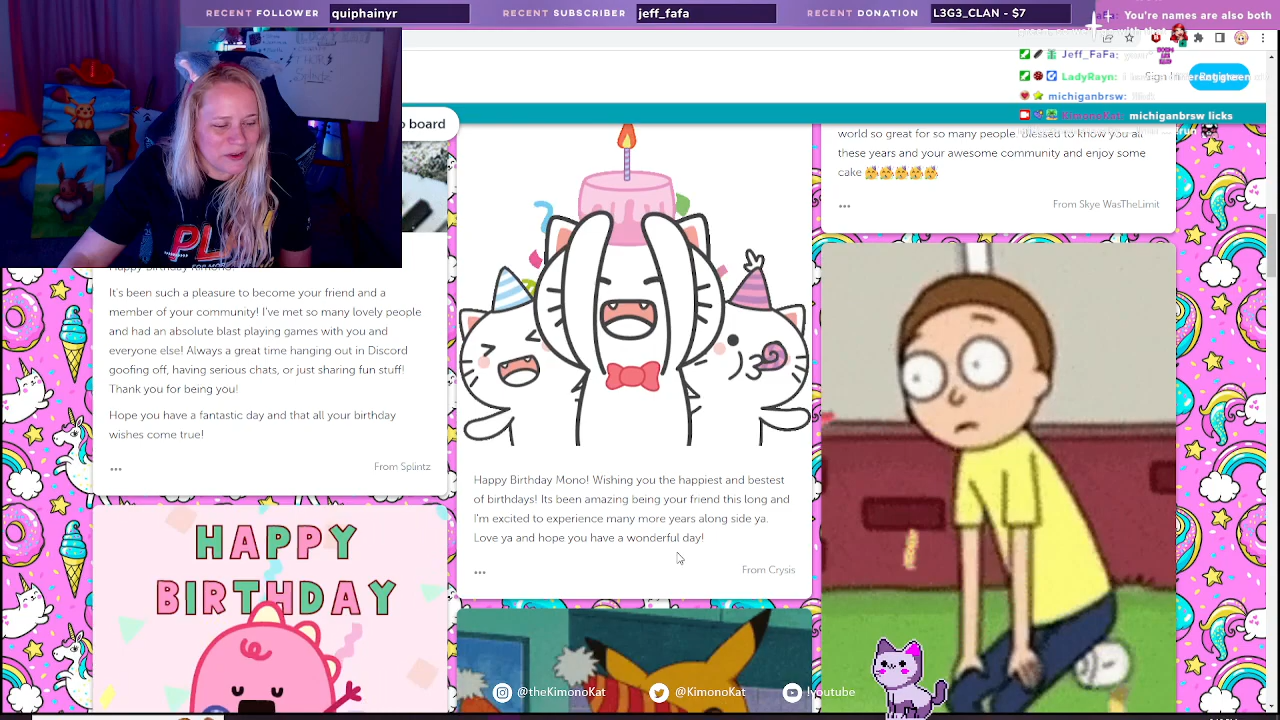 RECENT FOLLOWER quiphainyr RECENT SUBSCRIBER jeff_fafa RECENT DONATION L3G3_CLAN - $7
You're names are also both
Jeff_FaFa:
LadyRayn:
michiganbrsw:
KimonoKat: michiganbrsw licks
Sign In
o board
PL
Happy Birthday Kimono!
It's been such a pleasure to become your friend and a
member of your community! I've met so many lovely people
and had an absolute blast playing games with you and
everyone else! Always a great time hanging out in Discord
goofing off, having serious chats, or just sharing fun stuff!
Thank you for being you!
Hope you have a fantastic day and that all your birthday
wishes come true!
From Splintz
HAPPY
BIRTHDAY
Happy Birthday Mono! Wishing you the happiest and bestest
of birthdays! Its been amazing being your friend this long and
I'm excited to experience many more years along side ya.
Love ya and hope you have a wonderful day!
From Crysis
world so great for so many people. Blessed to know you all
these years and your awesome community and enjoy some
cake 🥳🥳🥳🥳🥳
From Skye WasTheLimit
@theKimonoKat @KimonoKat !youtube